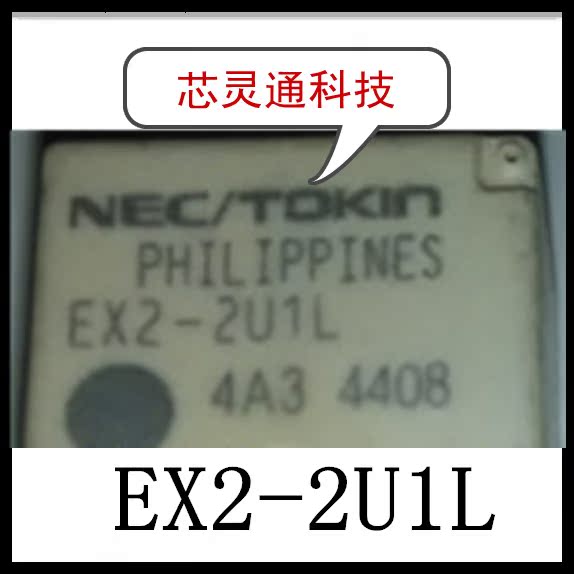 芯灵通科技
NEC/TOKIN
PHILIPPINES
EX2-2U1L
4A3 4408
EX2-2U1L